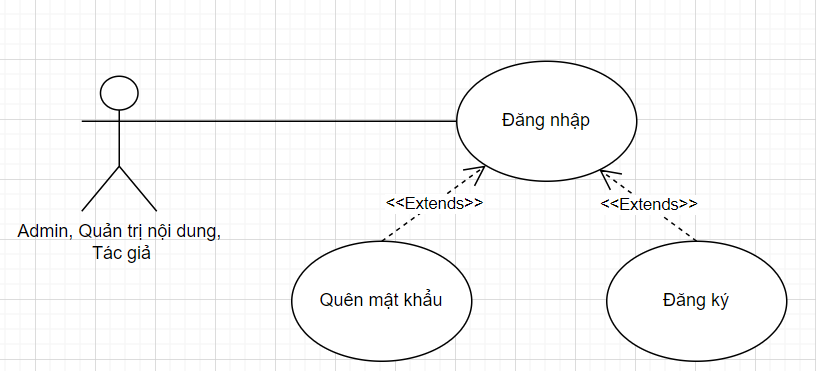 Đăng nhập
<<Extends>>
<<Extends>>
Admin, Quản trị nội dung,
Tác giả
Quên mật khẩu
Đăng ký